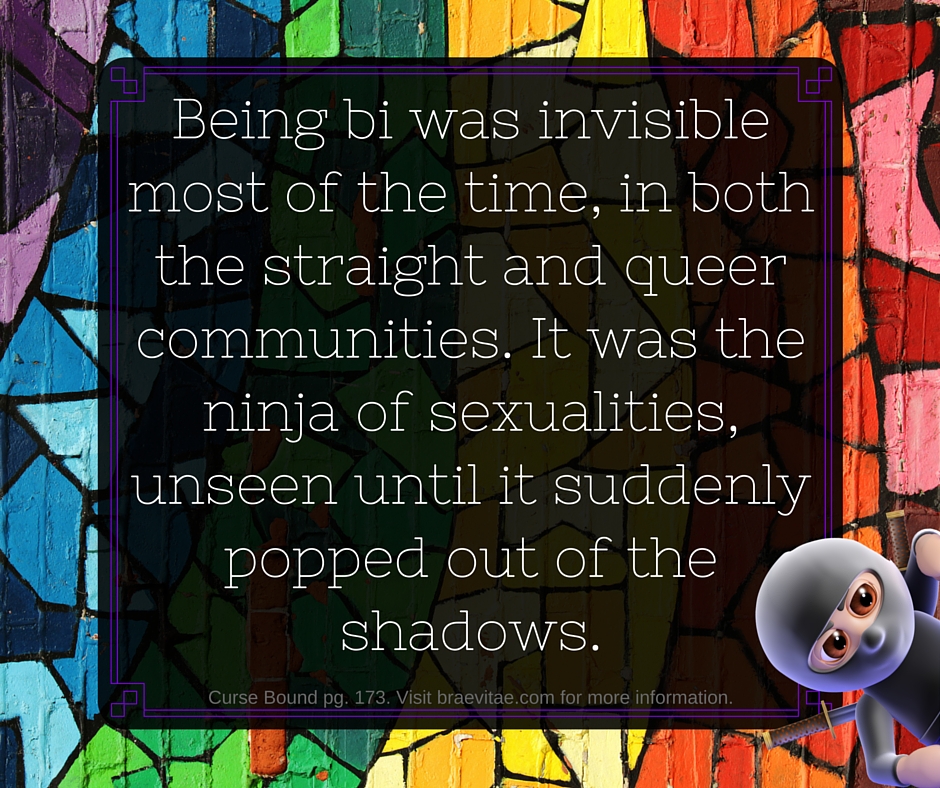 Being bi was invisible
most of the time, in both
the straight and queer
communities. It was the
ninja of sexualities,
unseen until it suddenly
popped out of the
shadows.
Curse Bound pg. 173. Visit braevitae.com for more information.